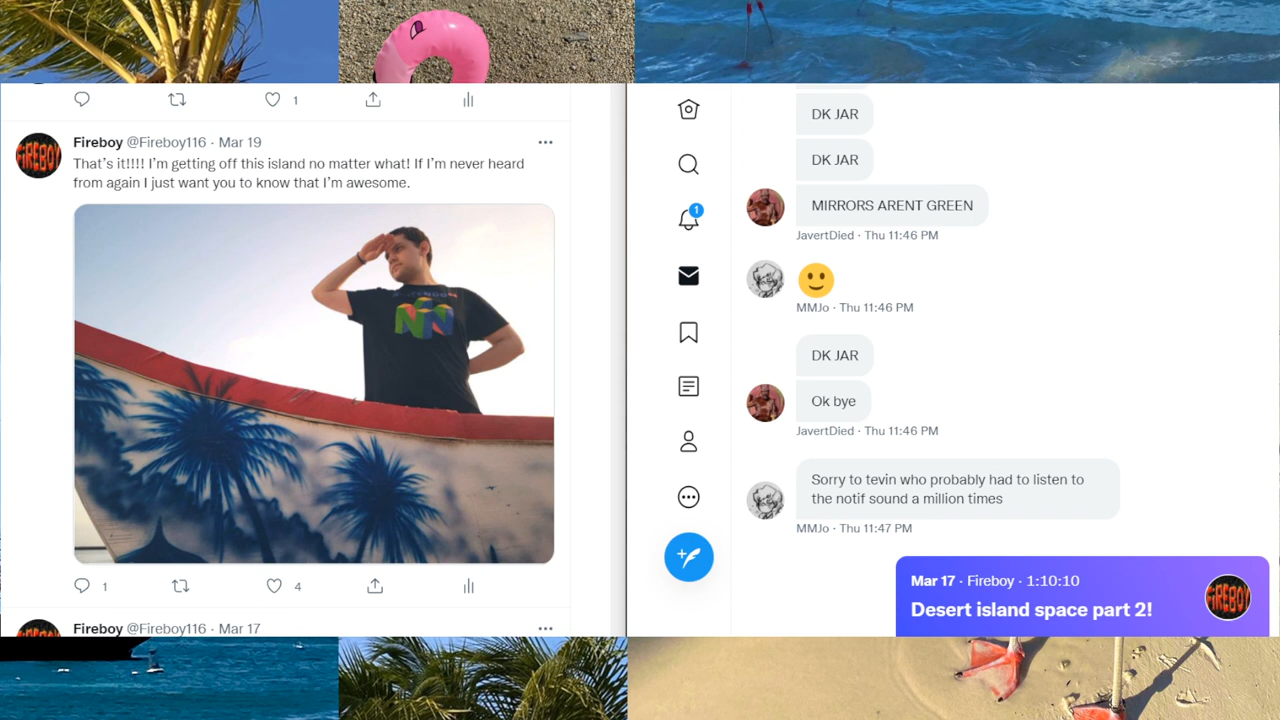 1
Fireboy @Fireboy116 · Mar 19
That's it!!!! I'm getting off this island no matter what! If I'm never heard
from again I just want you to know that I'm awesome.
1
4
Fireboy @Fireboy116 · Mar 17
FIREBOY
1
DK JAR
DK JAR
MIRRORS ARENT GREEN
JavertDied · Thu 11:46 PM
MMJo · Thu 11:46 PM
DK JAR
Ok bye
JavertDied · Thu 11:46 PM
Sorry to tevin who probably had to listen to
the notif sound a million times
MMJo · Thu 11:47 PM
Mar 17 · Fireboy · 1:10:10
Desert island space part 2!
FIREBOY